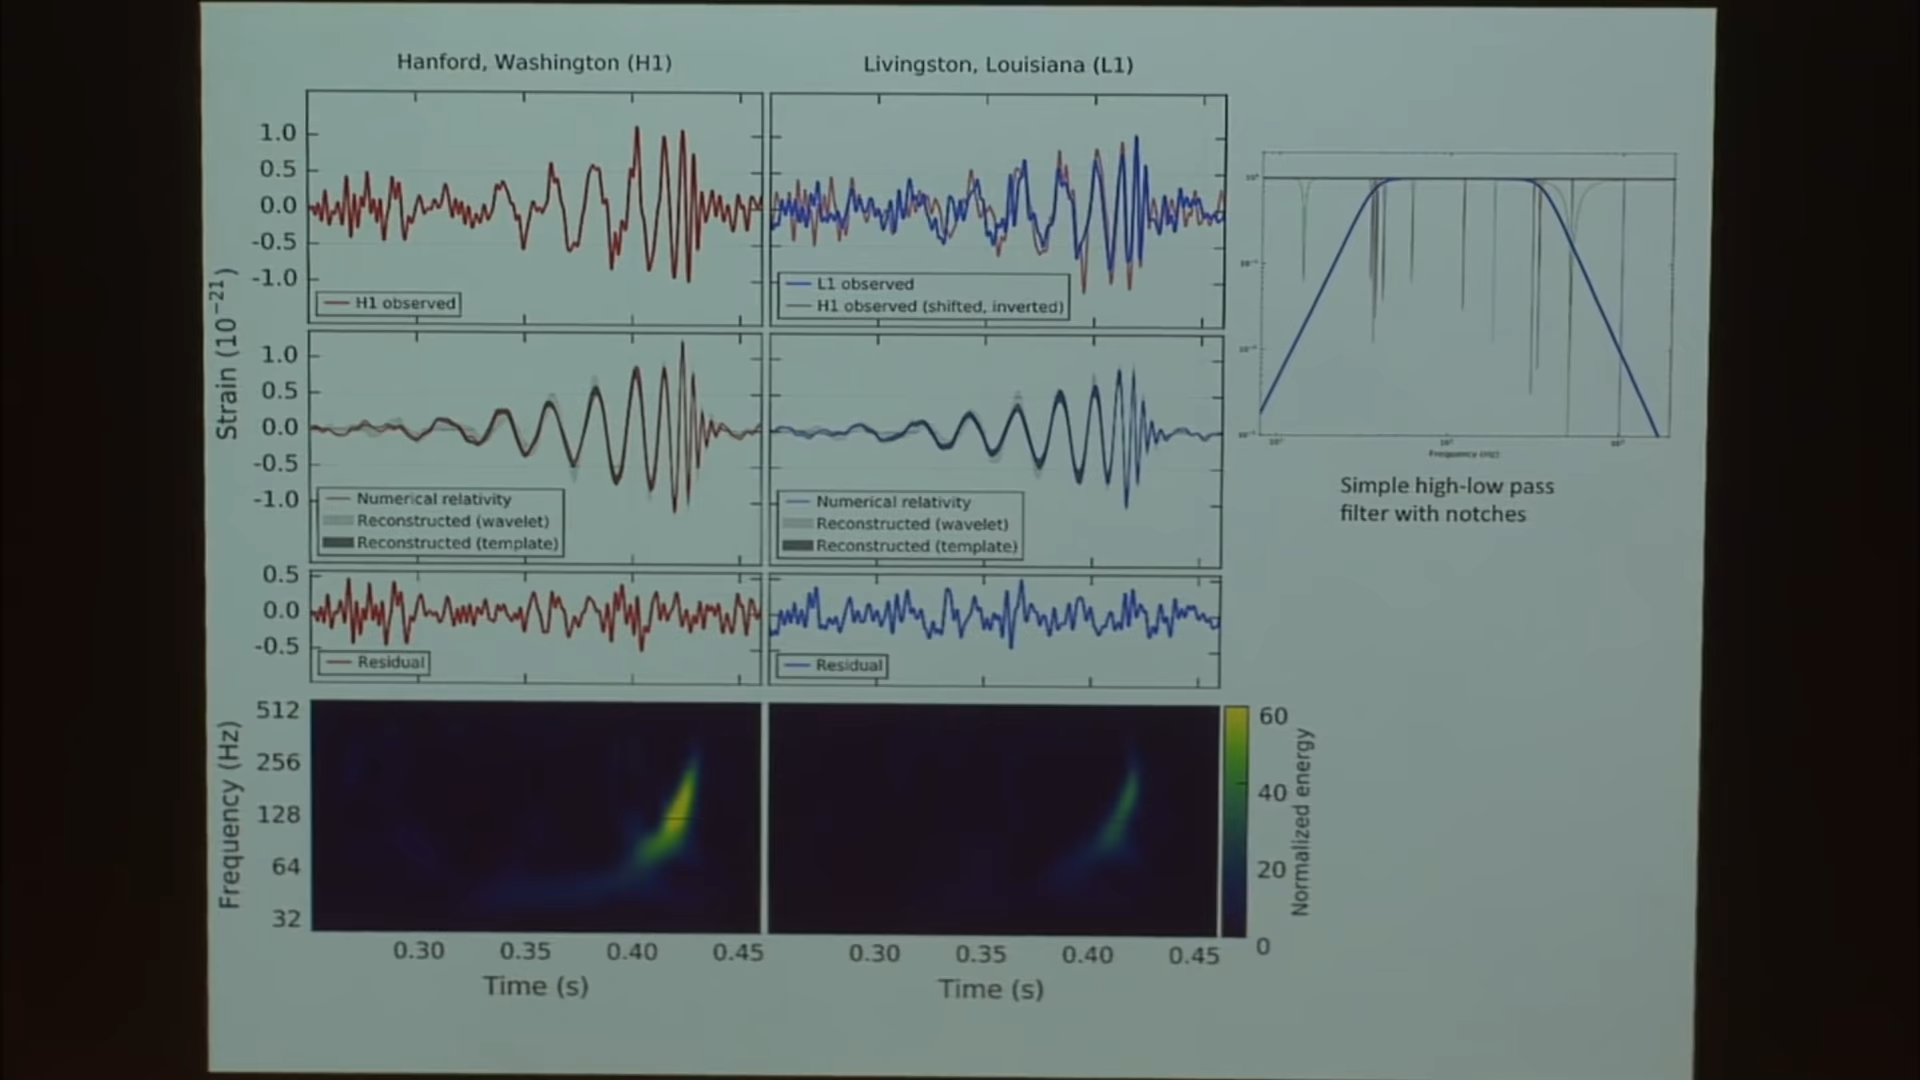 Hanford, Washington (H1)
Livingston, Louisiana (L1)
1.0
0.5
0.0
-0.5
-1.0
H1 observed
L1 observed
H1 observed (shifted, inverted)
Strain (10⁻²¹)
1.0
0.5
0.0
-0.5
-1.0
Numerical relativity
Reconstructed (wavelet)
Reconstructed (template)
Numerical relativity
Reconstructed (wavelet)
Reconstructed (template)
0.5
0.0
-0.5
Residual
Residual
Frequency (Hz)
512
256
128
64
32
0.30 0.35 0.40 0.45
Time (s)
0.30 0.35 0.40 0.45
Time (s)
60
40
20
0
Normalized energy
Frequency (Hz)
Simple high-low pass
filter with notches